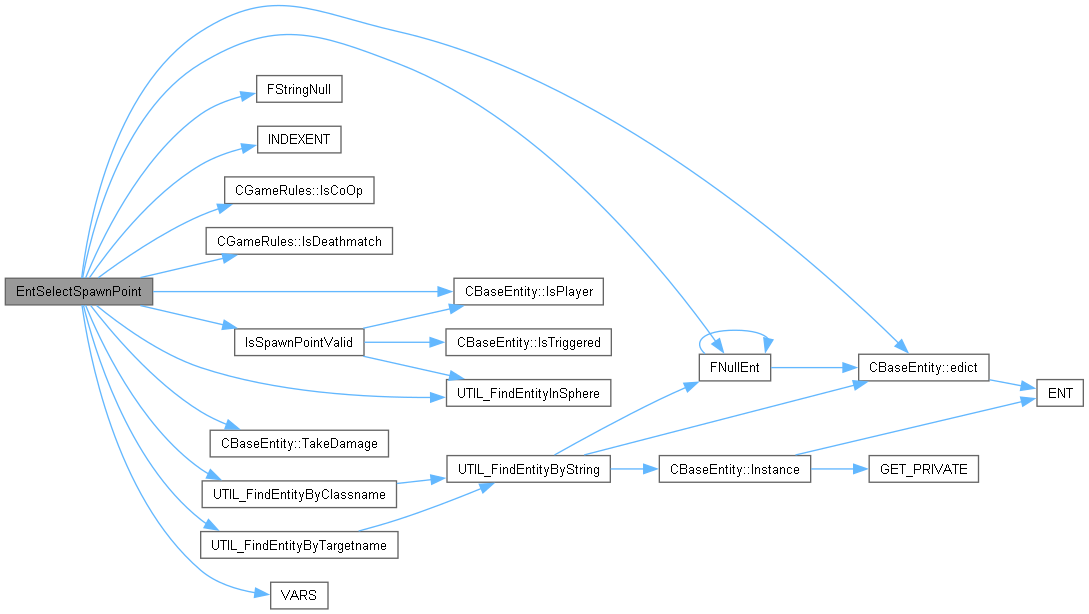 FStringNull
INDEXENT
CGameRules::IsCoOp
CGameRules::IsDeathmatch
EntSelectSpawnPoint
CBaseEntity::IsPlayer
IsSpawnPointValid
CBaseEntity::IsTriggered
FNullEnt
CBaseEntity::edict
ENT
UTIL_FindEntityInSphere
CBaseEntity::TakeDamage
UTIL_FindEntityByString
CBaseEntity::Instance
GET_PRIVATE
UTIL_FindEntityByClassname
UTIL_FindEntityByTargetname
VARS